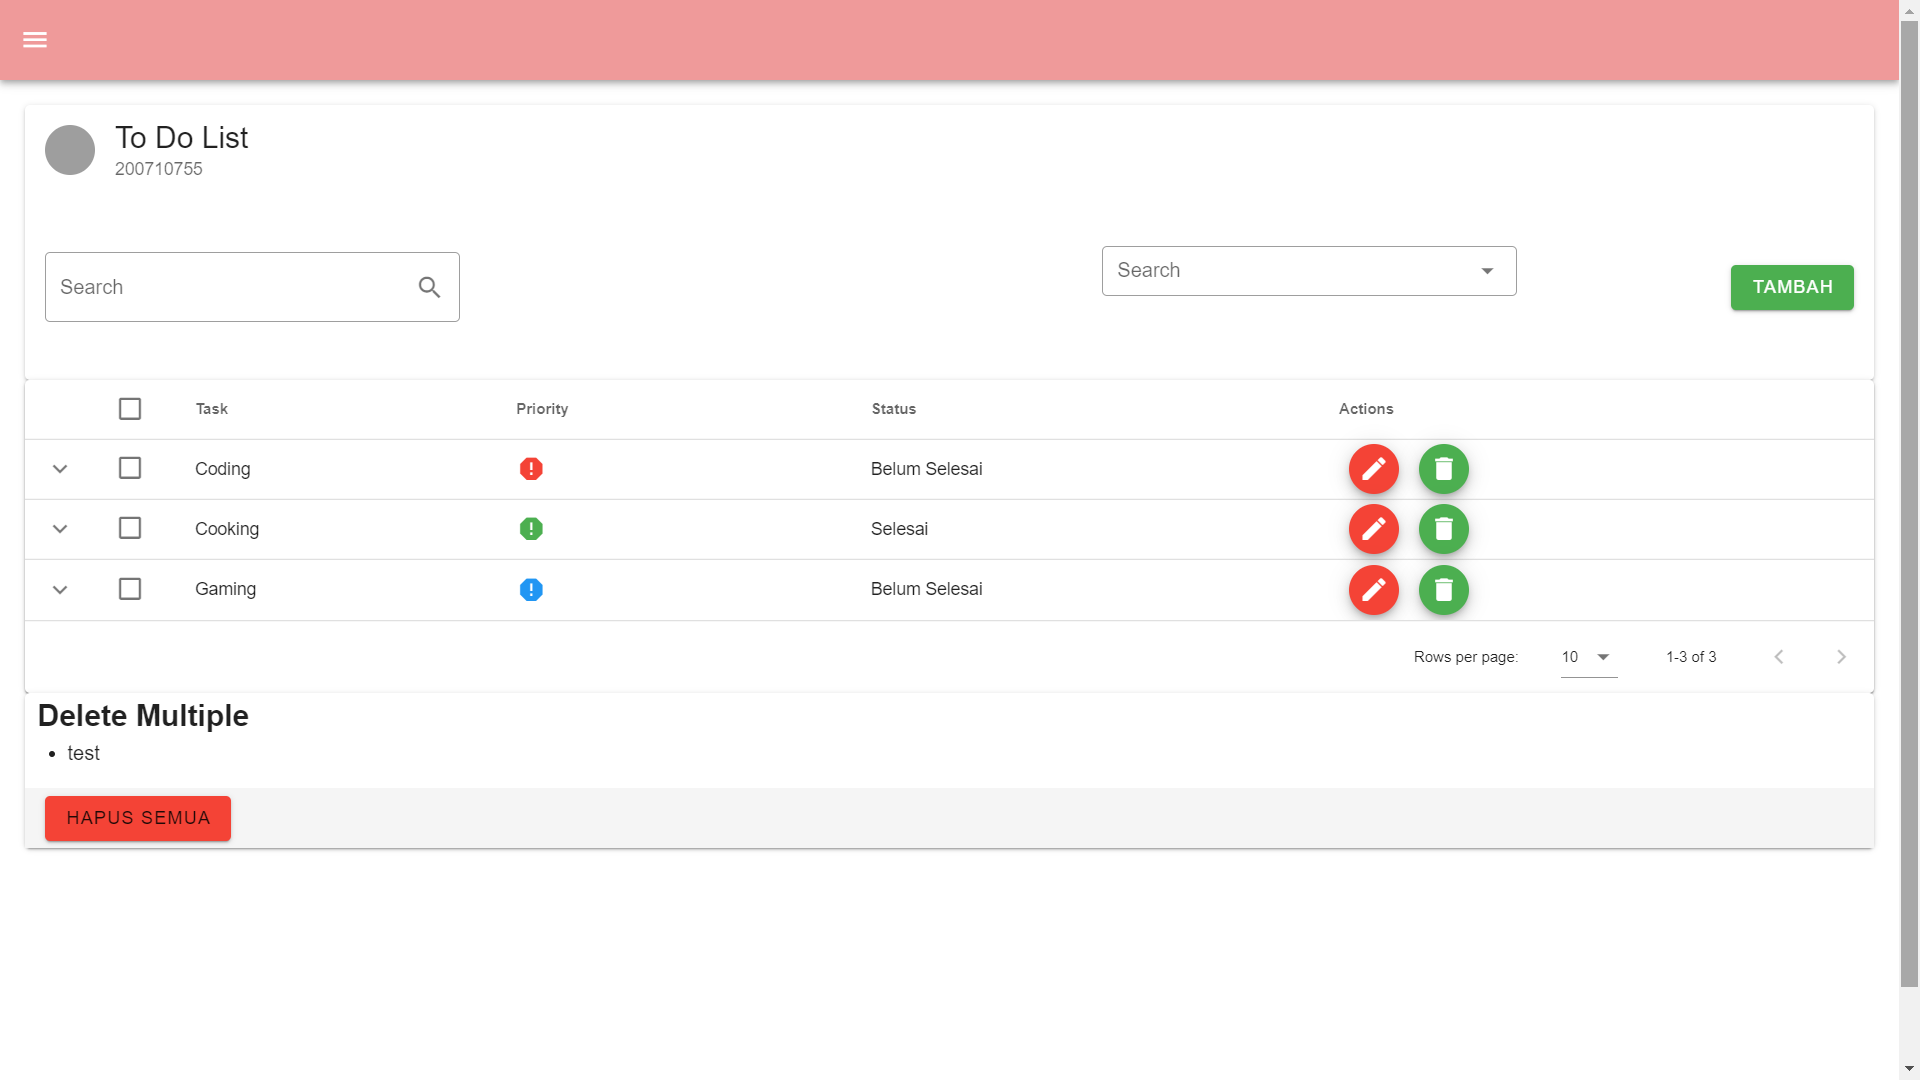 To Do List
200710755
Search
Search
TAMBAH
Task Priority Status Actions
Coding Belum Selesai
Cooking Selesai
Gaming Belum Selesai
Rows per page: 10 1-3 of 3
Delete Multiple
• test
HAPUS SEMUA